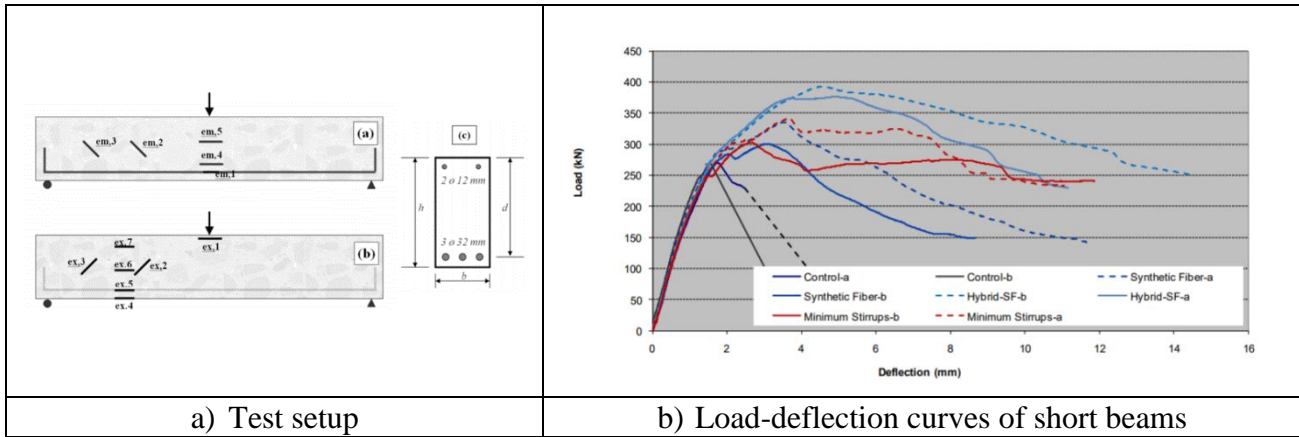 (a)
em,3
em,2
em,5
em,4
em,1
(b)
ex,7
ex,1
ex,3
ex.6
ex,2
ex.5
ex.4
(c)
2 ø 12 mm
h
d
3 ø 32 mm
b
450
400
350
300
250
200
150
100
50
0
Load (kN)
Control-a
Control-b
Synthetic Fiber-a
Synthetic Fiber-b
Hybrid-SF-b
Hybrid-SF-a
Minimum Stirrups-b
Minimum Stirrups-a
0 2 4 6 8 10 12 14 16
Deflection (mm)
a) Test setup
b) Load-deflection curves of short beams